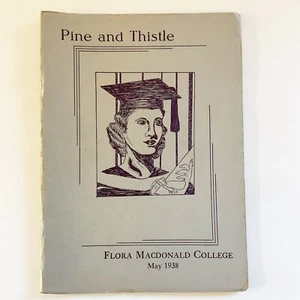 Pine and Thistle
Flora Macdonald College
May 1938